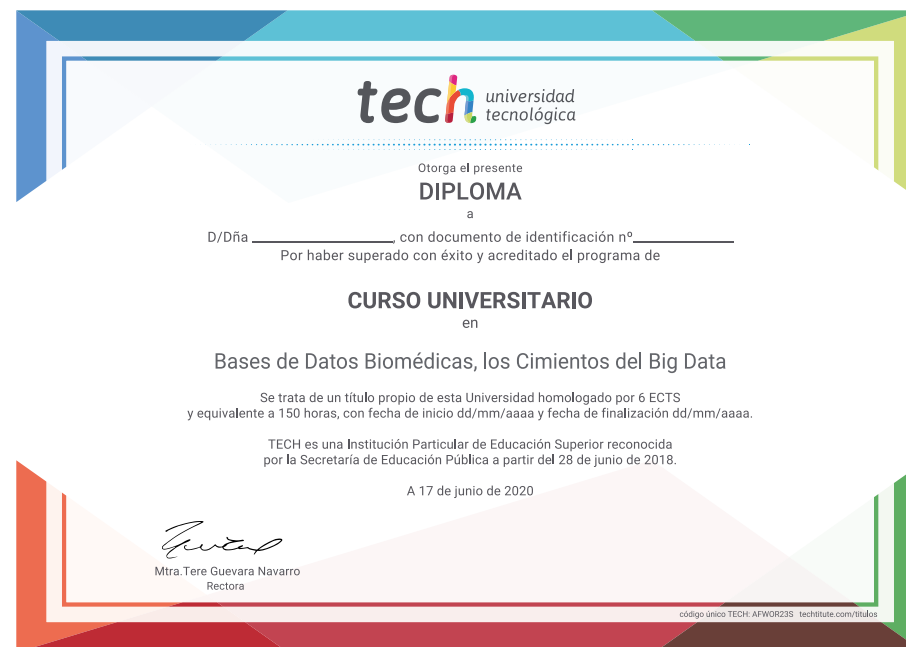 tech universidad
tecnológica
Otorga el presente
DIPLOMA
a
D/Dña ____________________, con documento de identificación nº______________
Por haber superado con éxito y acreditado el programa de
CURSO UNIVERSITARIO
en
Bases de Datos Biomédicas, los Cimientos del Big Data
Se trata de un título propio de esta Universidad homologado por 6 ECTS
y equivalente a 150 horas, con fecha de inicio dd/mm/aaaa y fecha de finalización dd/mm/aaaa.
TECH es una Institución Particular de Educación Superior reconocida
por la Secretaría de Educación Pública a partir del 28 de junio de 2018.
A 17 de junio de 2020
Mtra.Tere Guevara Navarro
Rectora
código único TECH: AFWOR23S techtitute.com/titulos